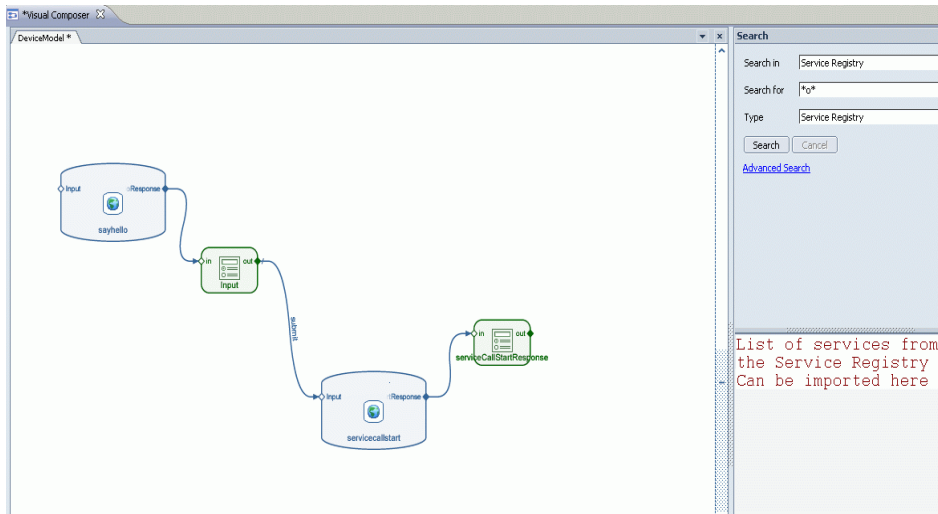 *Visual Composer
DeviceModel *
Input
Response
sayhello
in
out
Input
submit
Input
Response
servicecallstart
in
out
serviceCallStartResponse
Search
Search in Service Registry
Search for *o*
Type Service Registry
Search Cancel
Advanced Search
List of services from
the Service Registry
Can be imported here